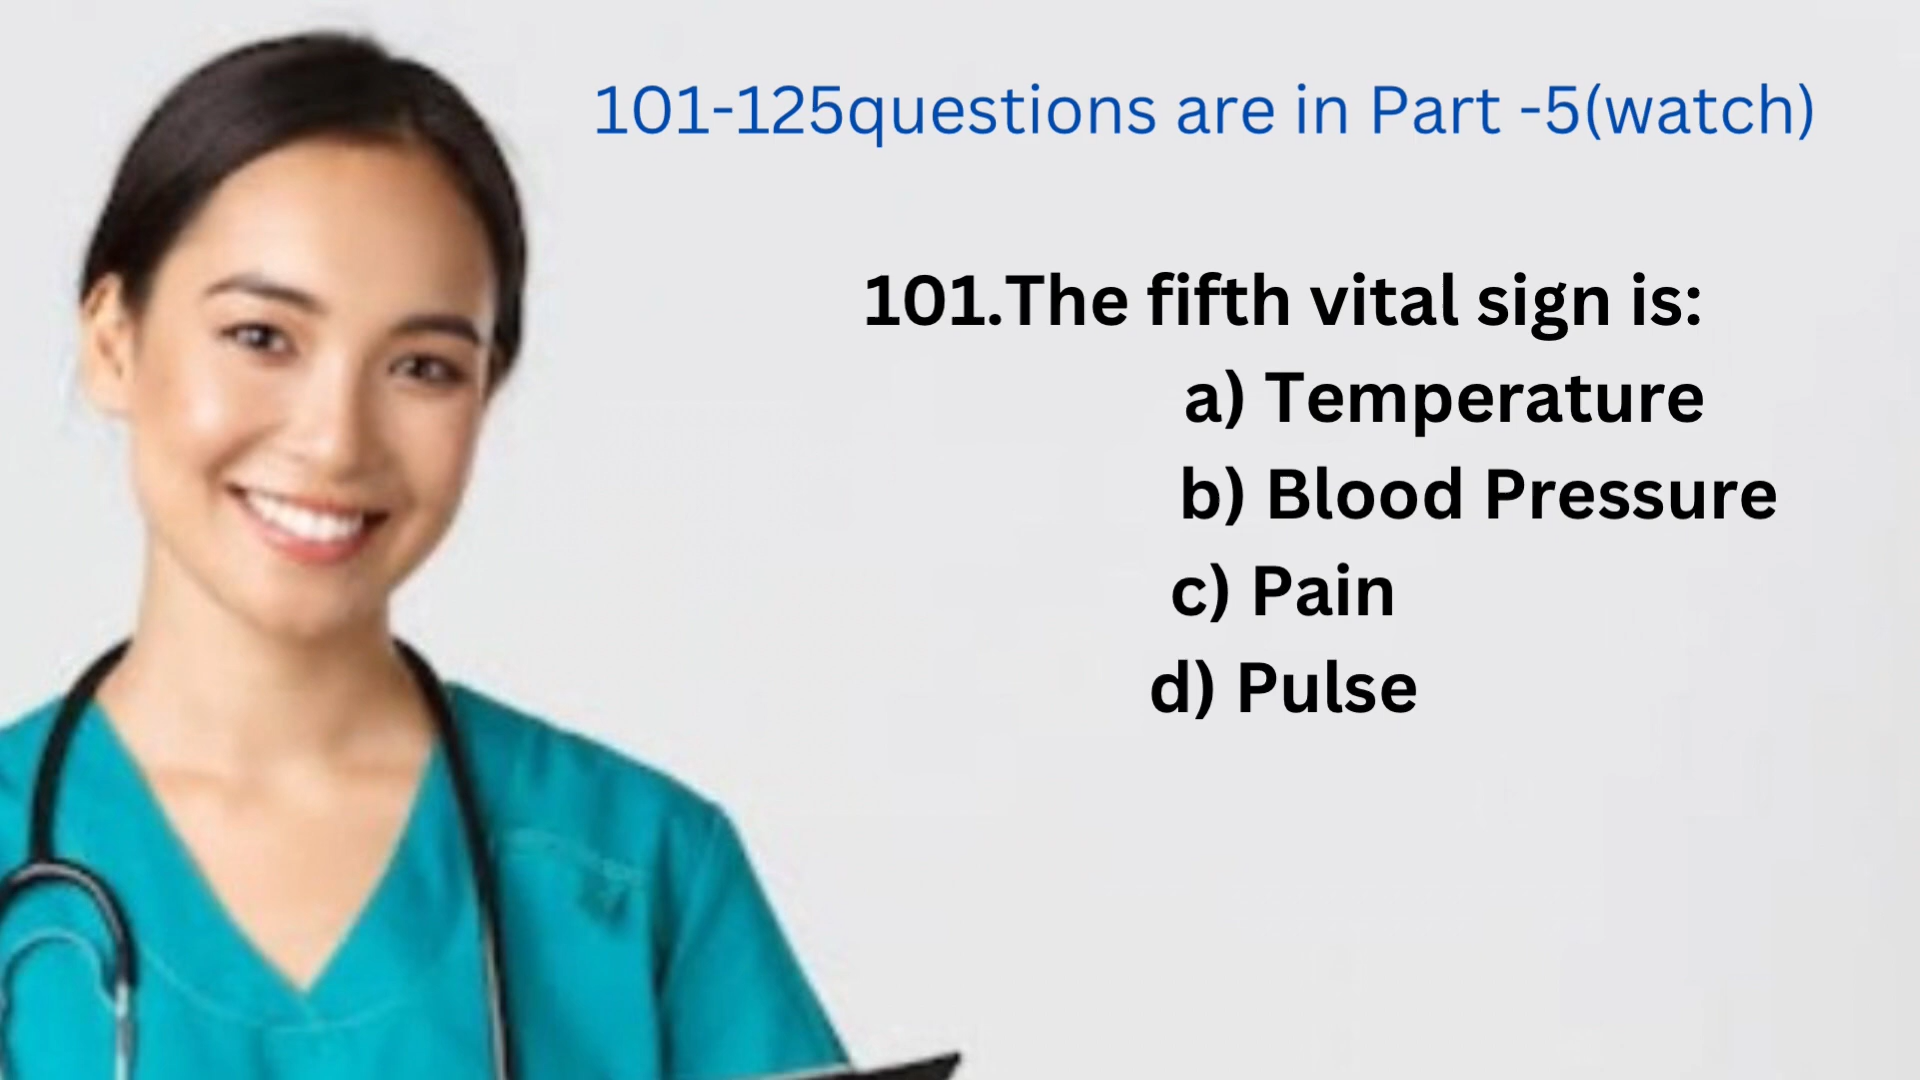 101-125questions are in Part -5(watch)
101.The fifth vital sign is:
a) Temperature
b) Blood Pressure
c) Pain
d) Pulse